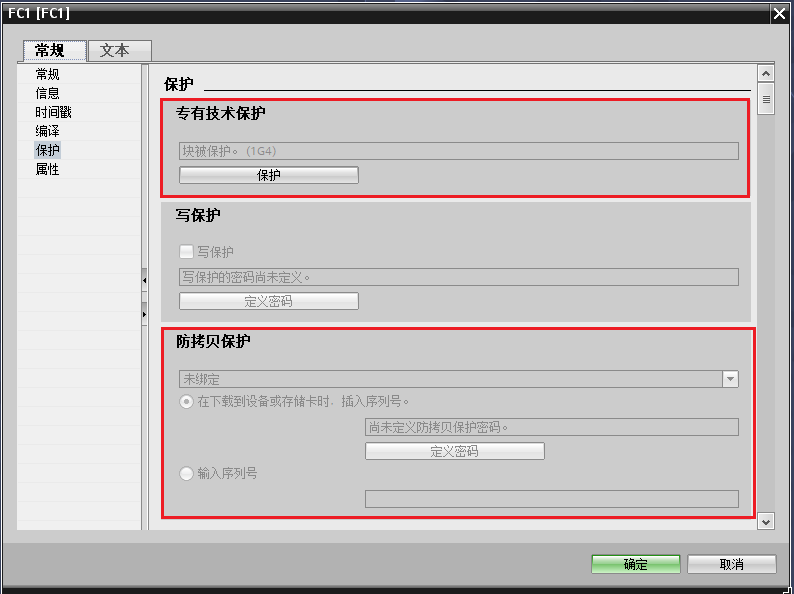 FC1 [FC1]
常规
文本
常规
信息
时间戳
编译
保护
属性
保护
专有技术保护
块被保护。 (1G4)
保护
写保护
写保护
写保护的密码尚未定义。
定义密码
防拷贝保护
未绑定
在下载到设备或存储卡时，插入序列号。
尚未定义防拷贝保护密码。
定义密码
输入序列号
确定
取消